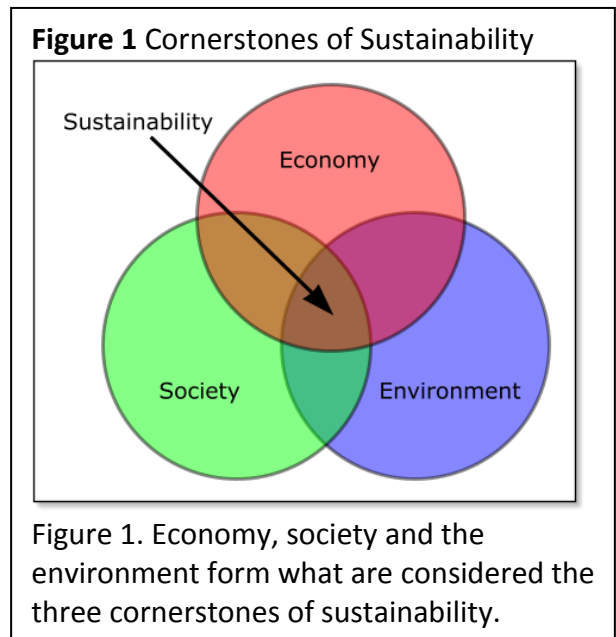 Figure 1 Cornerstones of Sustainability
Sustainability
Economy
Society
Environment
Figure 1. Economy, society and the
environment form what are considered the
three cornerstones of sustainability.